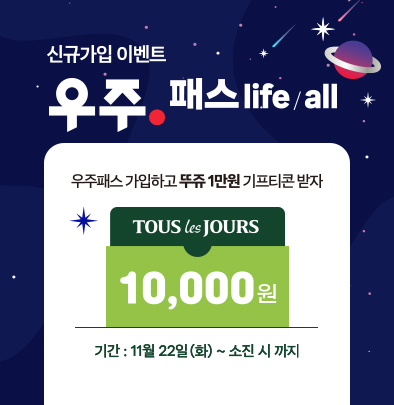 신규가입 이벤트
우주. 패스 life / all
우주패스 가입하고 뚜쥬 1만원 기프티콘 받자
TOUS les JOURS
10,000원
기간 : 11월 22일(화) ~ 소진 시 까지